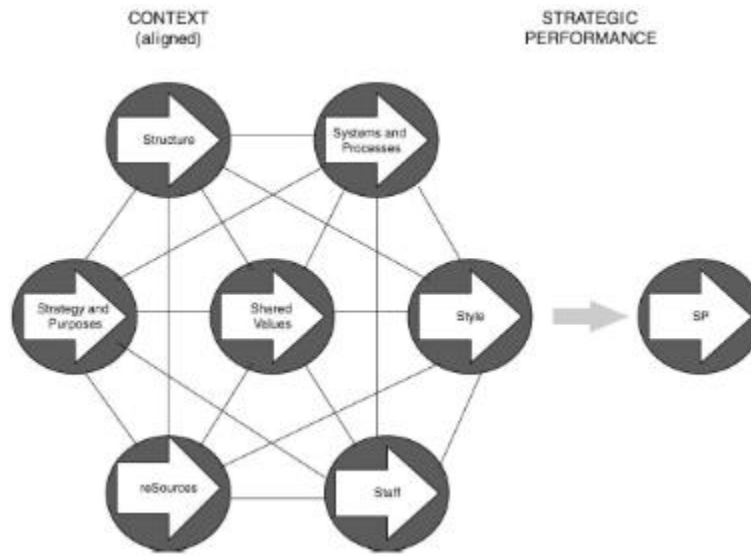 CONTEXT
(aligned)
STRATEGIC
PERFORMANCE
Structure
Systems and
Processes
Strategy and
Purposes
Shared
Values
Style
SP
reSources
Staff